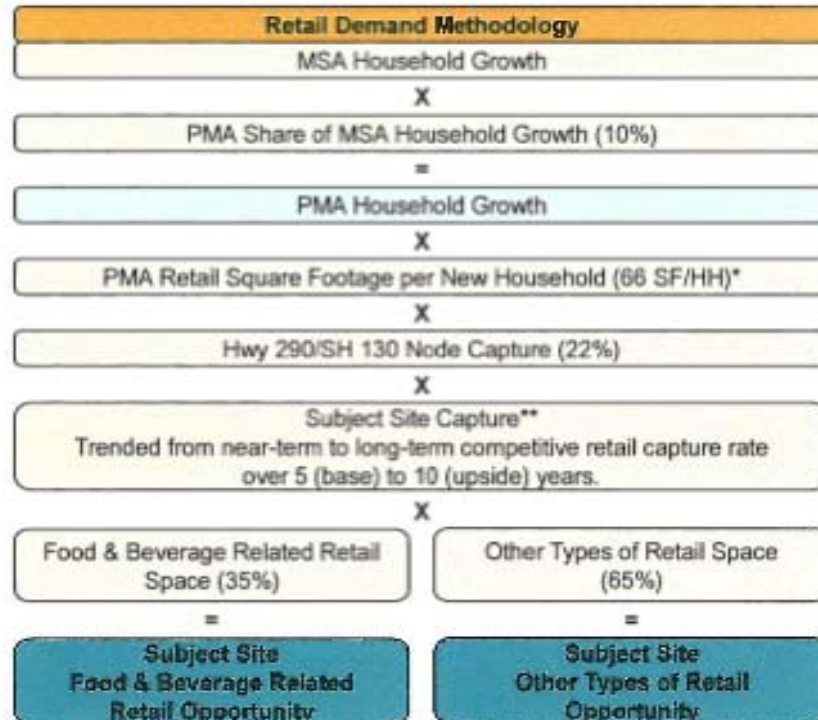 Retail Demand Methodology
MSA Household Growth
X
PMA Share of MSA Household Growth (10%)
=
PMA Household Growth
X
PMA Retail Square Footage per New Household (66 SF/HH)*
X
Hwy 290/SH 130 Node Capture (22%)
X
Subject Site Capture**
Trended from near-term to long-term competitive retail capture rate
over 5 (base) to 10 (upside) years.
X
Food & Beverage Related Retail
Space (35%)
Other Types of Retail Space
(65%)
=
=
Subject Site
Food & Beverage Related
Retail Opportunity
Subject Site
Other Types of Retail
Opportunity